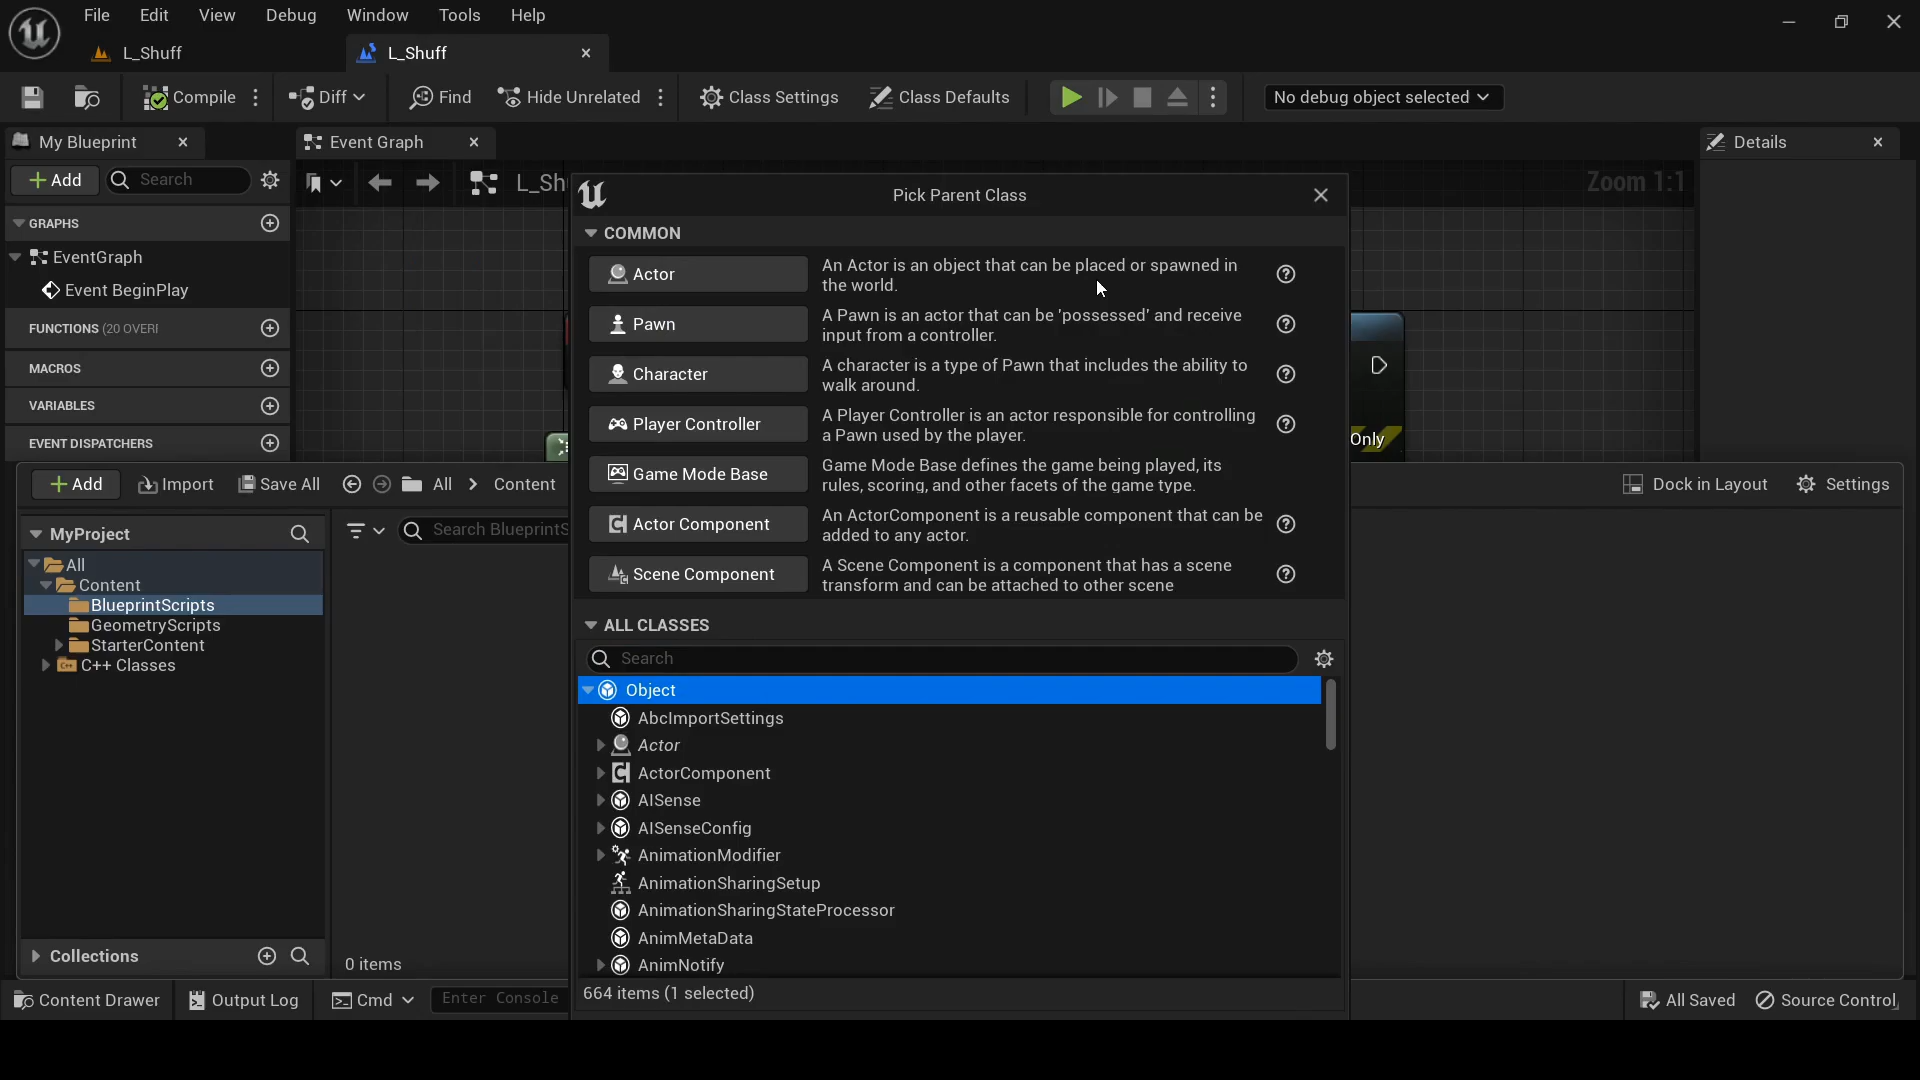 File Edit View Debug Window Tools Help
L_Shuff
L_Shuff
Compile Diff Find Hide Unrelated Class Settings Class Defaults No debug object selected
My Blueprint
Event Graph
Details
Add Search
L_Sh
Zoom 1:1
GRAPHS
EventGraph
Event BeginPlay
FUNCTIONS (20 OVERI
MACROS
VARIABLES
EVENT DISPATCHERS
Only
Pick Parent Class
COMMON
Actor An Actor is an object that can be placed or spawned in
the world.
Pawn A Pawn is an actor that can be 'possessed' and receive
input from a controller.
Character A character is a type of Pawn that includes the ability to
walk around.
Player Controller A Player Controller is an actor responsible for controlling
a Pawn used by the player.
Game Mode Base Game Mode Base defines the game being played, its
rules, scoring, and other facets of the game type.
Actor Component An ActorComponent is a reusable component that can be
added to any actor.
Scene Component A Scene Component is a component that has a scene
transform and can be attached to other scene
ALL CLASSES
Search
Object
AbcImportSettings
Actor
ActorComponent
AISense
AISenseConfig
AnimationModifier
AnimationSharingSetup
AnimationSharingStateProcessor
AnimMetaData
AnimNotify
664 items (1 selected)
Add Import Save All All Content
Dock in Layout Settings
MyProject
Search BlueprintS
All
Content
BlueprintScripts
GeometryScripts
StarterContent
C++ Classes
Collections
0 items
Content Drawer Output Log Cmd Enter Console
All Saved Source Control